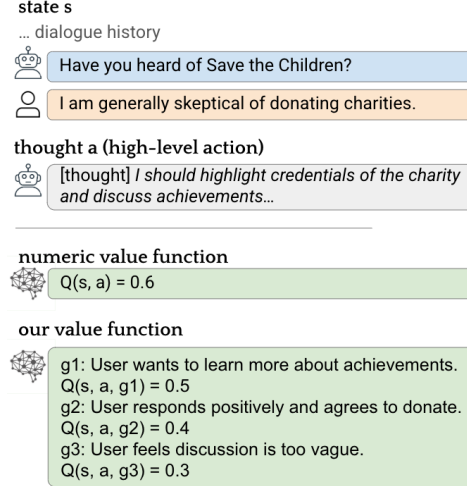 state s
... dialogue history
Have you heard of Save the Children?
I am generally skeptical of donating charities.
thought a (high-level action)
[thought] I should highlight credentials of the charity
and discuss achievements...
numeric value function
Q(s, a) = 0.6
our value function
g1: User wants to learn more about achievements.
Q(s, a, g1) = 0.5
g2: User responds positively and agrees to donate.
Q(s, a, g2) = 0.4
g3: User feels discussion is too vague.
Q(s, a, g3) = 0.3